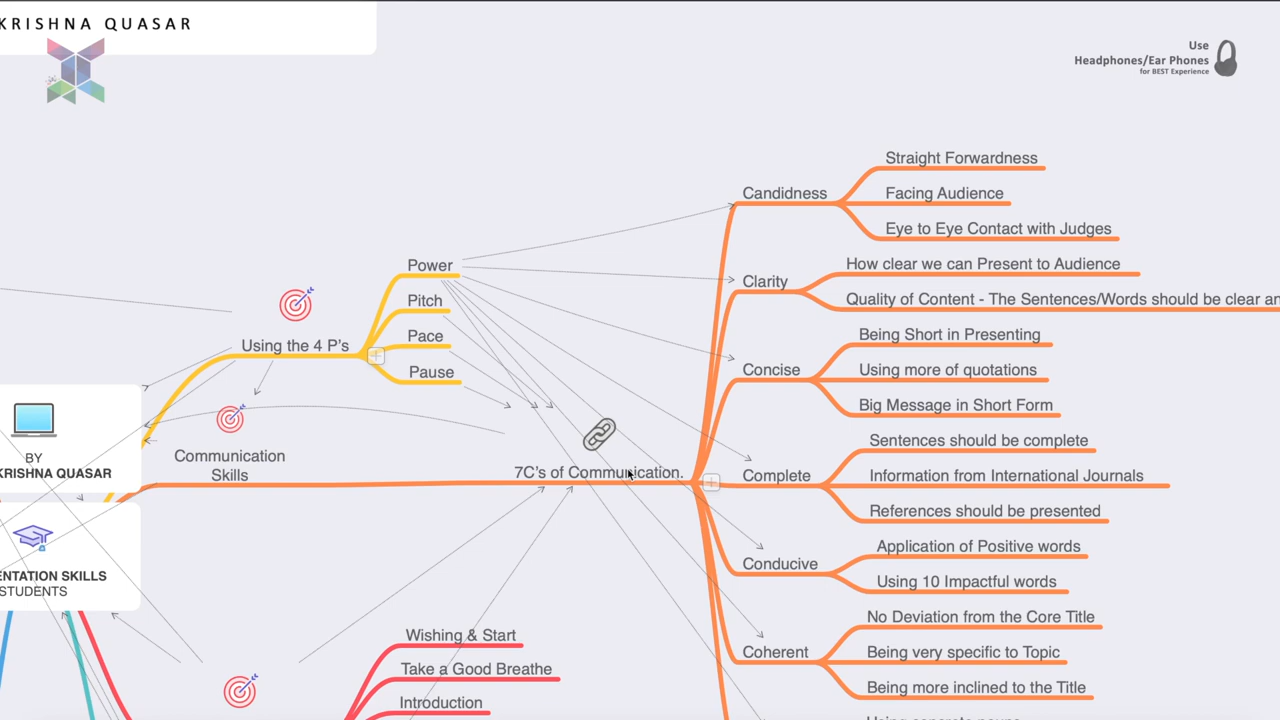 KRISHNA QUASAR
Use
Headphones/Ear Phones
for BEST Experience
Using the 4 P's
Power
Pitch
Pace
Pause
BY
KRISHNA QUASAR
ENTATION SKILLS
STUDENTS
Communication
Skills
7C's of Communication.
Candidness
Straight Forwardness
Facing Audience
Eye to Eye Contact with Judges
Clarity
How clear we can Present to Audience
Quality of Content - The Sentences/Words should be clear an
Concise
Being Short in Presenting
Using more of quotations
Big Message in Short Form
Complete
Sentences should be complete
Information from International Journals
References should be presented
Conducive
Application of Positive words
Using 10 Impactful words
Coherent
No Deviation from the Core Title
Being very specific to Topic
Being more inclined to the Title
Wishing & Start
Take a Good Breathe
Introduction